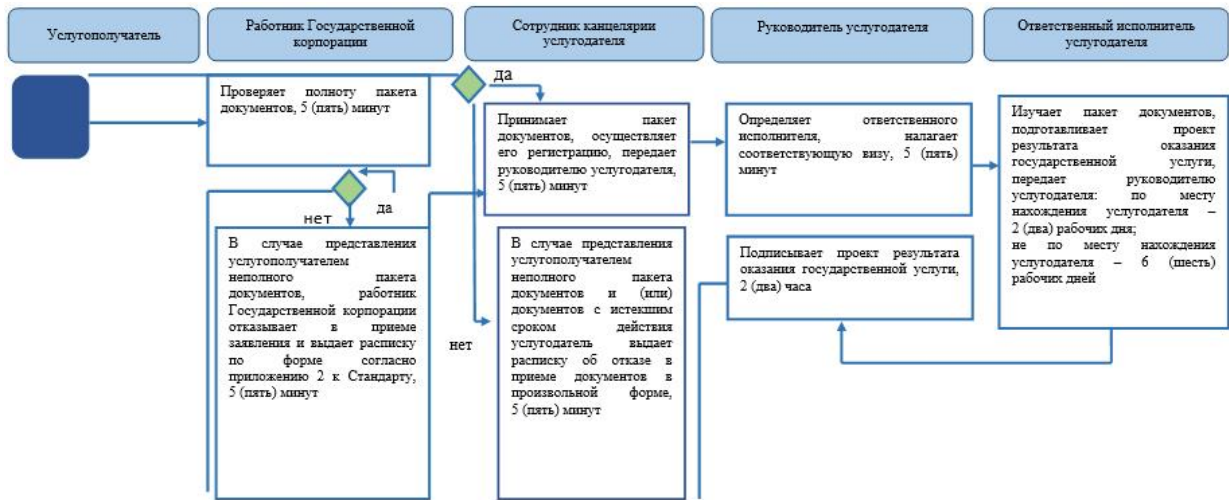 Услугополучатель
Работник Государственной
корпорации
Сотрудник канцелярии
услугодателя
Руководитель услугодателя
Ответственный исполнитель
услугодателя
Проверяет полноту пакета
документов, 5 (пять) минут
да
нет
В случае представления
услугополучателем
неполного пакета
документов, работник
Государственной корпорации
отказывает в приеме
заявления и выдает расписку
по форме согласно
приложению 2 к Стандарту,
5 (пять) минут
да
Принимает пакет
документов, осуществляет
его регистрацию, передает
руководителю услугодателя,
5 (пять) минут
нет
В случае представления
услугополучателем
неполного пакета
документов и (или)
документов с истекшим
сроком действия
услугодатель выдает
расписку об отказе в
приеме документов в
произвольной форме,
5 (пять) минут
Определяет ответственного
исполнителя, налагает
соответствующую визу, 5 (пять)
минут
Подписывает проект результата
оказания государственной услуги,
2 (два) часа
Изучает пакет документов,
подготавливает проект
результата оказания
государственной услуги,
передает руководителю
услугодателя: по месту
нахождения услугодателя –
2 (два) рабочих дня;
не по месту нахождения
услугодателя – 6 (шесть)
рабочих дней